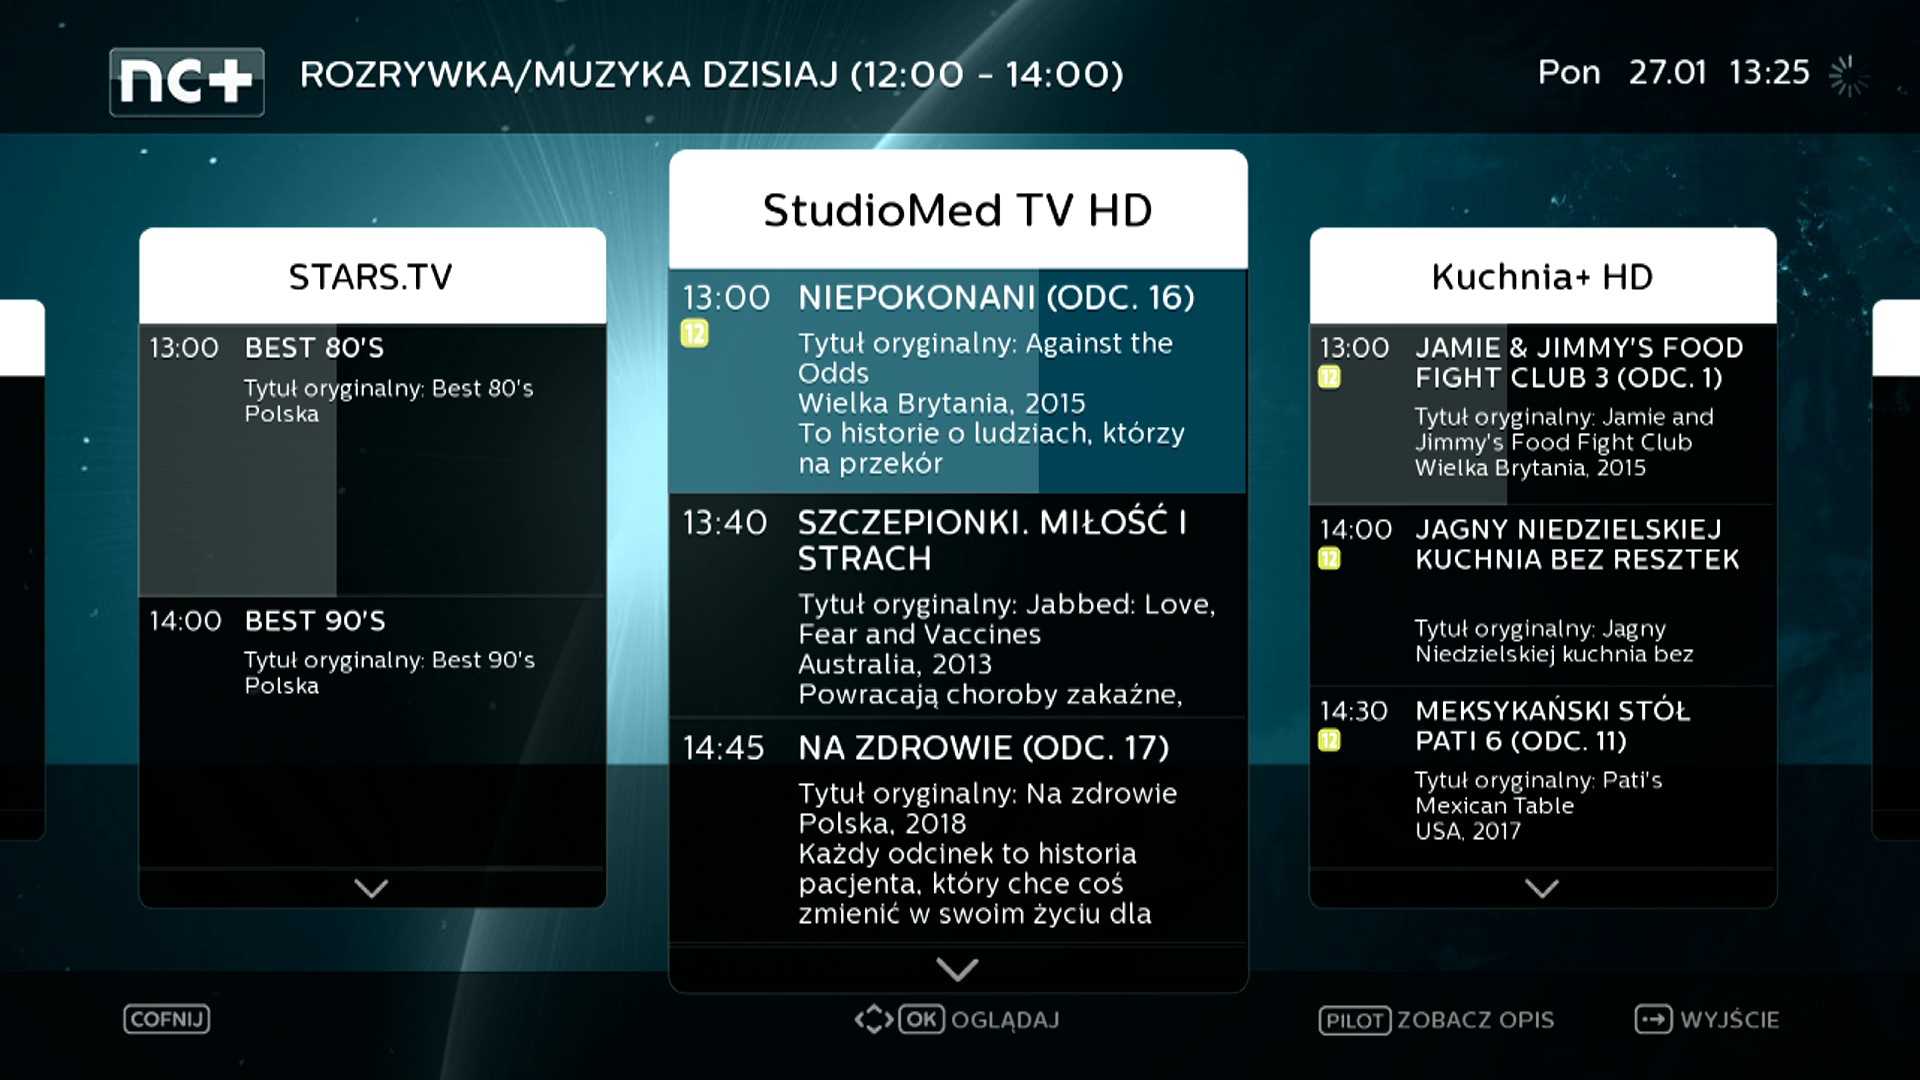 nc+
ROZRYWKA/MUZYKA DZISIAJ (12:00 - 14:00)
Pon 27.01 13:25
STARS.TV
13:00 BEST 80'S
Tytuł oryginalny: Best 80's
Polska
14:00 BEST 90'S
Tytuł oryginalny: Best 90's
Polska
StudioMed TV HD
13:00 NIEPOKONANI (ODC. 16)
12
Tytuł oryginalny: Against the
Odds
Wielka Brytania, 2015
To historie o ludziach, którzy
na przekór
13:40 SZCZEPIONKI. MIŁOŚĆ I
STRACH
Tytuł oryginalny: Jabbed: Love,
Fear and Vaccines
Australia, 2013
Powracają choroby zakaźne,
14:45 NA ZDROWIE (ODC. 17)
Tytuł oryginalny: Na zdrowie
Polska, 2018
Każdy odcinek to historia
pacjenta, który chce coś
zmienić w swoim życiu dla
Kuchnia+ HD
13:00 JAMIE & JIMMY'S FOOD
12 FIGHT CLUB 3 (ODC. 1)
Tytuł oryginalny: Jamie and
Jimmy's Food Fight Club
Wielka Brytania, 2015
14:00 JAGNY NIEDZIELSKIEJ
12 KUCHNIA BEZ RESZTEK
Tytuł oryginalny: Jagny
Niedzielskiej kuchnia bez
14:30 MEKSYKAŃSKI STÓŁ
12 PATI 6 (ODC. 11)
Tytuł oryginalny: Pati's
Mexican Table
USA, 2017
COFNIJ
OK OGLĄDAJ
PILOT ZOBACZ OPIS
WYJŚCIE